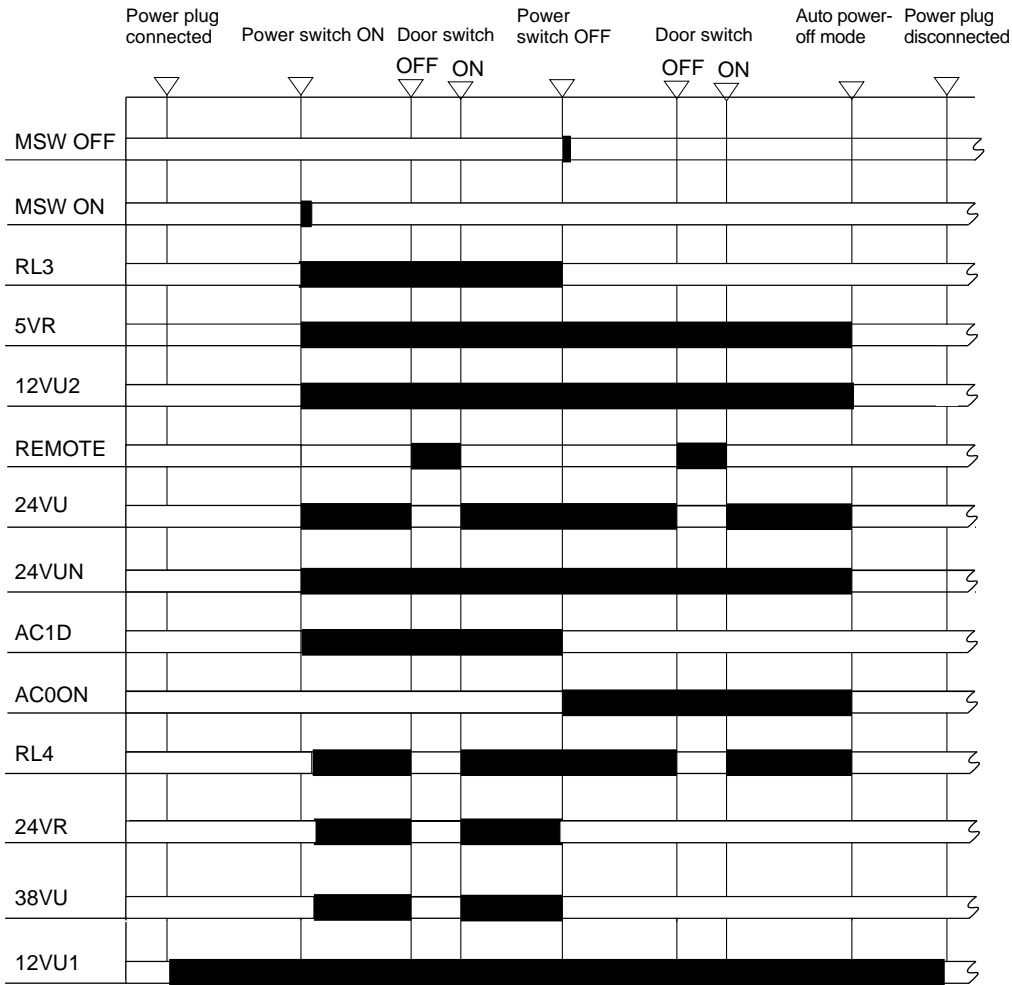 Power plug
connected
Power switch ON
Door switch
OFF ON
Power
switch OFF
Door switch
OFF ON
Auto power-
off mode
Power plug
disconnected
MSW OFF
MSW ON
RL3
5VR
12VU2
REMOTE
24VU
24VUN
AC1D
AC0ON
RL4
24VR
38VU
12VU1